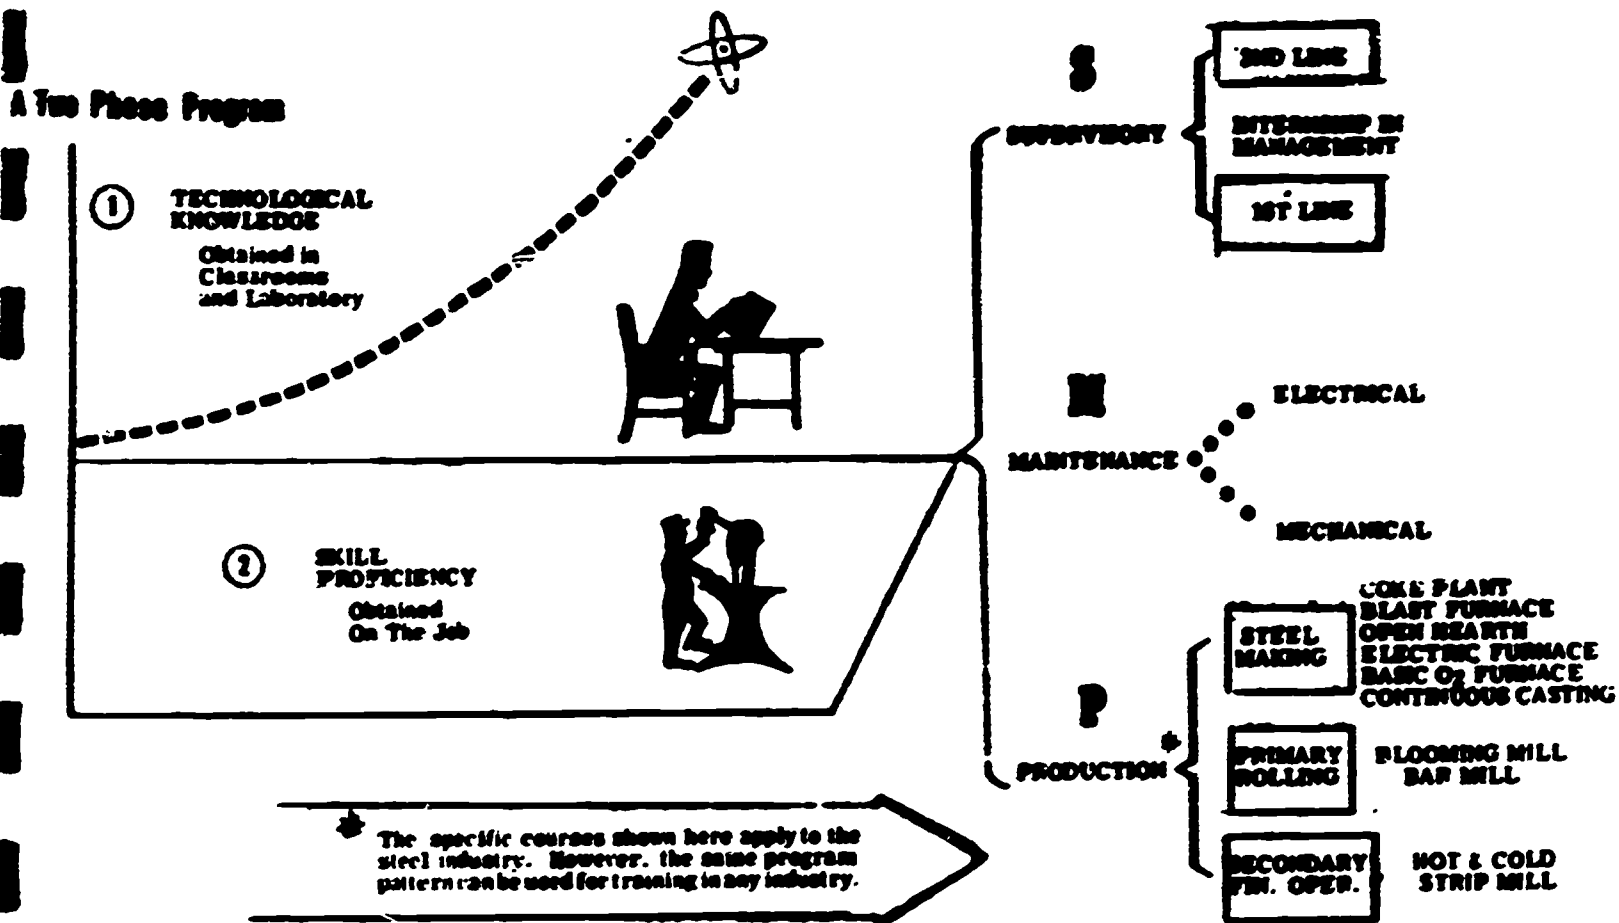 A Two Phase Program
1
TECHNOLOGICAL
KNOWLEDGE
Obtained in
Classrooms
and Laboratory
2
SKILL
PROFICIENCY
Obtained
On The Job
S
SUPERVISORY
2ND LINE
INTERNSHIP IN
MANAGEMENT
1ST LINE
M
MAINTENANCE
ELECTRICAL
MECHANICAL
P
PRODUCTION *
STEEL
MAKING
COKE PLANT
BLAST FURNACE
OPEN HEARTH
ELECTRIC FURNACE
BASIC O2 FURNACE
CONTINUOUS CASTING
PRIMARY
ROLLING
BLOOMING MILL
BAR MILL
SECONDARY
FIN. OPER.
HOT & COLD
STRIP MILL
* The specific courses shown here apply to the
steel industry. However, the same program
pattern can be used for training in any industry.